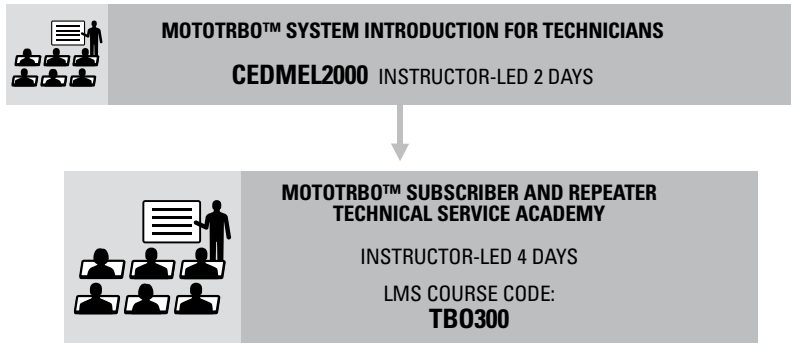 MOTOTRBO™ SYSTEM INTRODUCTION FOR TECHNICIANS
CEDMEL2000 INSTRUCTOR-LED 2 DAYS
MOTOTRBO™ SUBSCRIBER AND REPEATER
TECHNICAL SERVICE ACADEMY
INSTRUCTOR-LED 4 DAYS
LMS COURSE CODE:
TBO300